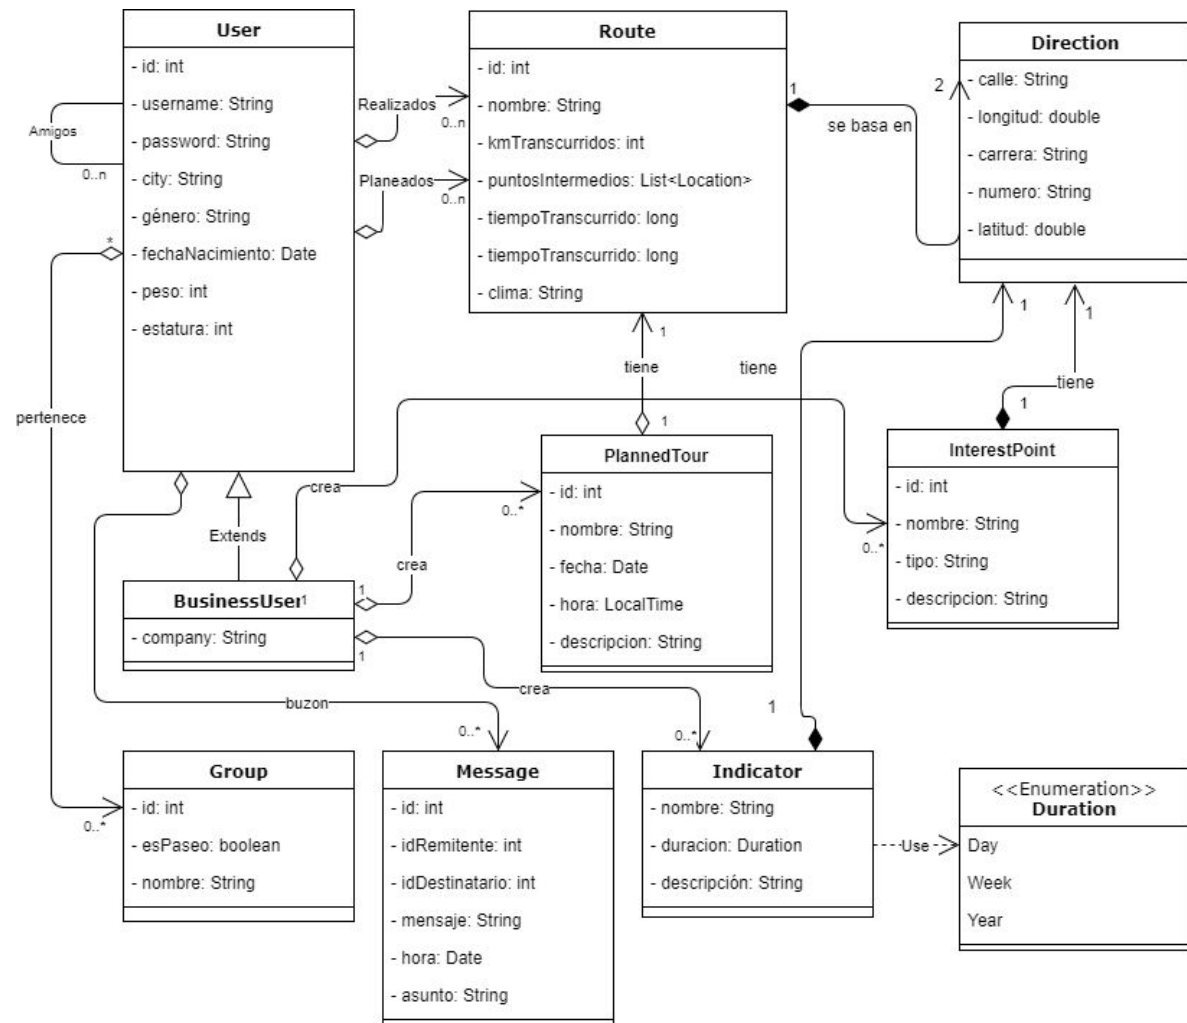 User
- id: int
- username: String
- password: String
- city: String
- género: String
- fechaNacimiento: Date
- peso: int
- estatura: int
Amigos
0..n
*
pertenece
0..*
Realizados
0..n
Planeados
0..n
Route
- id: int
- nombre: String
- kmTranscurridos: int
- puntosIntermedios: List<Location>
- tiempoTranscurrido: long
- tiempoTranscurrido: long
- clima: String
1
se basa en
2
Direction
- calle: String
- longitud: double
- carrera: String
- numero: String
- latitud: double
1
tiene
1
tiene
1
1
tiene
1
InterestPoint
- id: int
- nombre: String
- tipo: String
- descripcion: String
0..*
PlannedTour
- id: int
- nombre: String
- fecha: Date
- hora: LocalTime
- descripcion: String
0..*
crea
Extends
crea
BusinessUser
1
- company: String
1
1
crea
0..*
buzon
0..*
1
Group
- id: int
- esPaseo: boolean
- nombre: String
Message
- id: int
- idRemitente: int
- idDestinatario: int
- mensaje: String
- hora: Date
- asunto: String
Indicator
- nombre: String
- duracion: Duration
- descripción: String
Use
<<Enumeration>>
Duration
Day
Week
Year